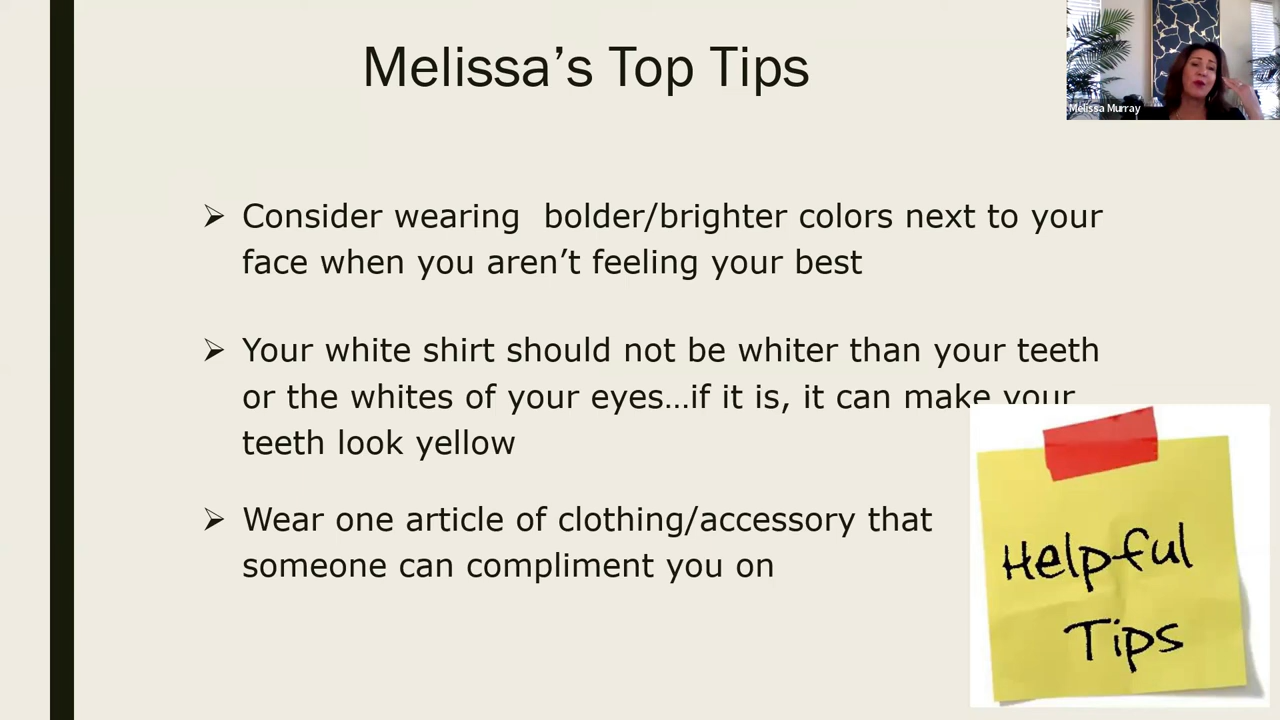 Melissa’s Top Tips
Melissa Murray
➢ Consider wearing  bolder/brighter colors next to your
face when you aren’t feeling your best
➢ Your white shirt should not be whiter than your teeth
or the whites of your eyes…if it is, it can make your
teeth look yellow
➢ Wear one article of clothing/accessory that
someone can compliment you on
Helpful
Tips